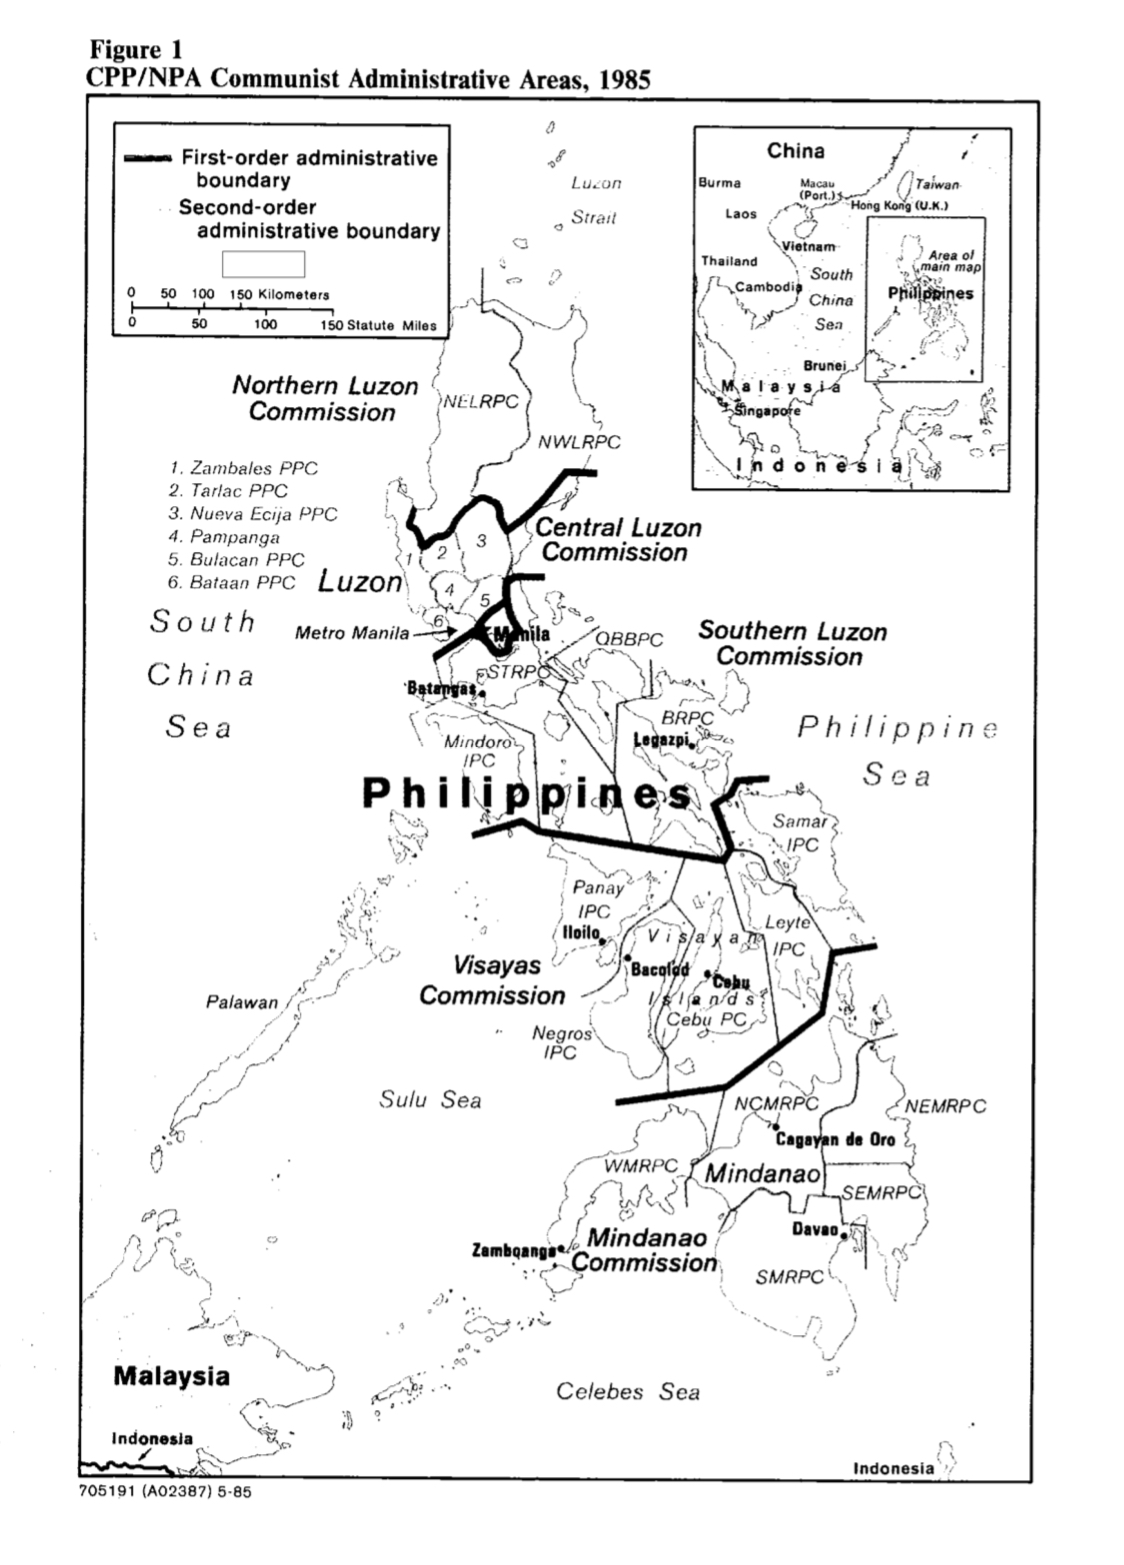 Figure 1
CPP/NPA Communist Administrative Areas, 1985
First-order administrative
boundary
Second-order
administrative boundary
0 50 100 150 Kilometers
0 50 100 150 Statute Miles
Luzon
Strait
China
Burma
Macau
(Port.)
Taiwan
Hong Kong (U.K.)
Laos
Vietnam
Thailand
Cambodia
South
China
Sea
Area of
main map
Philippines
Brunei
Malaysia
Singapore
Indonesia
Northern Luzon
Commission
NELRPC
NWLRPC
1. Zambales PPC
2. Tarlac PPC
3. Nueva Ecija PPC
4. Pampanga
5. Bulacan PPC
6. Bataan PPC
Central Luzon
Commission
1
2
3
4
5
6
Luzon
South
China
Sea
Metro Manila
Manila
QBBPC
Southern Luzon
Commission
STRPC
Batangas
BRPC
Legazpi
Mindoro
IPC
Philippine
Sea
Philippines
Samar
IPC
Panay
IPC
Iloilo
Leyte
IPC
Visayan
Islands
Visayas
Commission
Bacolod
Cebu
Cebu PC
Negros
IPC
Palawan
Sulu Sea
NCMRPC
NEMRPC
Cagayan de Oro
WMRPC
Mindanao
SEMRPC
Davao
Zamboanga
Mindanao
Commission
SMRPC
Malaysia
Celebes Sea
Indonesia
Indonesia
705191 (A02387) 5-85